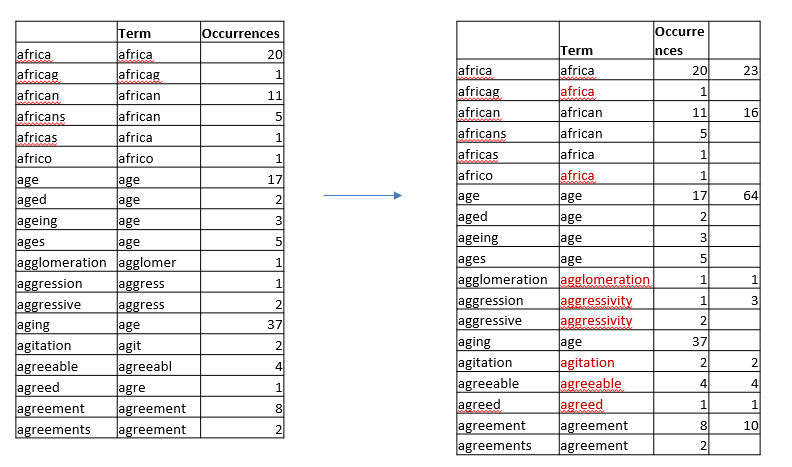 Term Occurrences
africa africa 20
africag africag 1
african african 11
africans african 5
africas africa 1
africo africo 1
age age 17
aged age 2
ageing age 3
ages age 5
agglomeration agglomer 1
aggression aggress 1
aggressive aggress 2
aging age 37
agitation agit 2
agreeable agreeabl 4
agreed agre 1
agreement agreement 8
agreements agreement 2
Occurre
Term nces
africa africa 20 23
africag africa 1
african african 11 16
africans african 5
africas africa 1
africo africa 1
age age 17 64
aged age 2
ageing age 3
ages age 5
agglomeration agglomeration 1 1
aggression aggressivity 1 3
aggressive aggressivity 2
aging age 37
agitation agitation 2 2
agreeable agreeable 4 4
agreed agreed 1 1
agreement agreement 8 10
agreements agreement 2